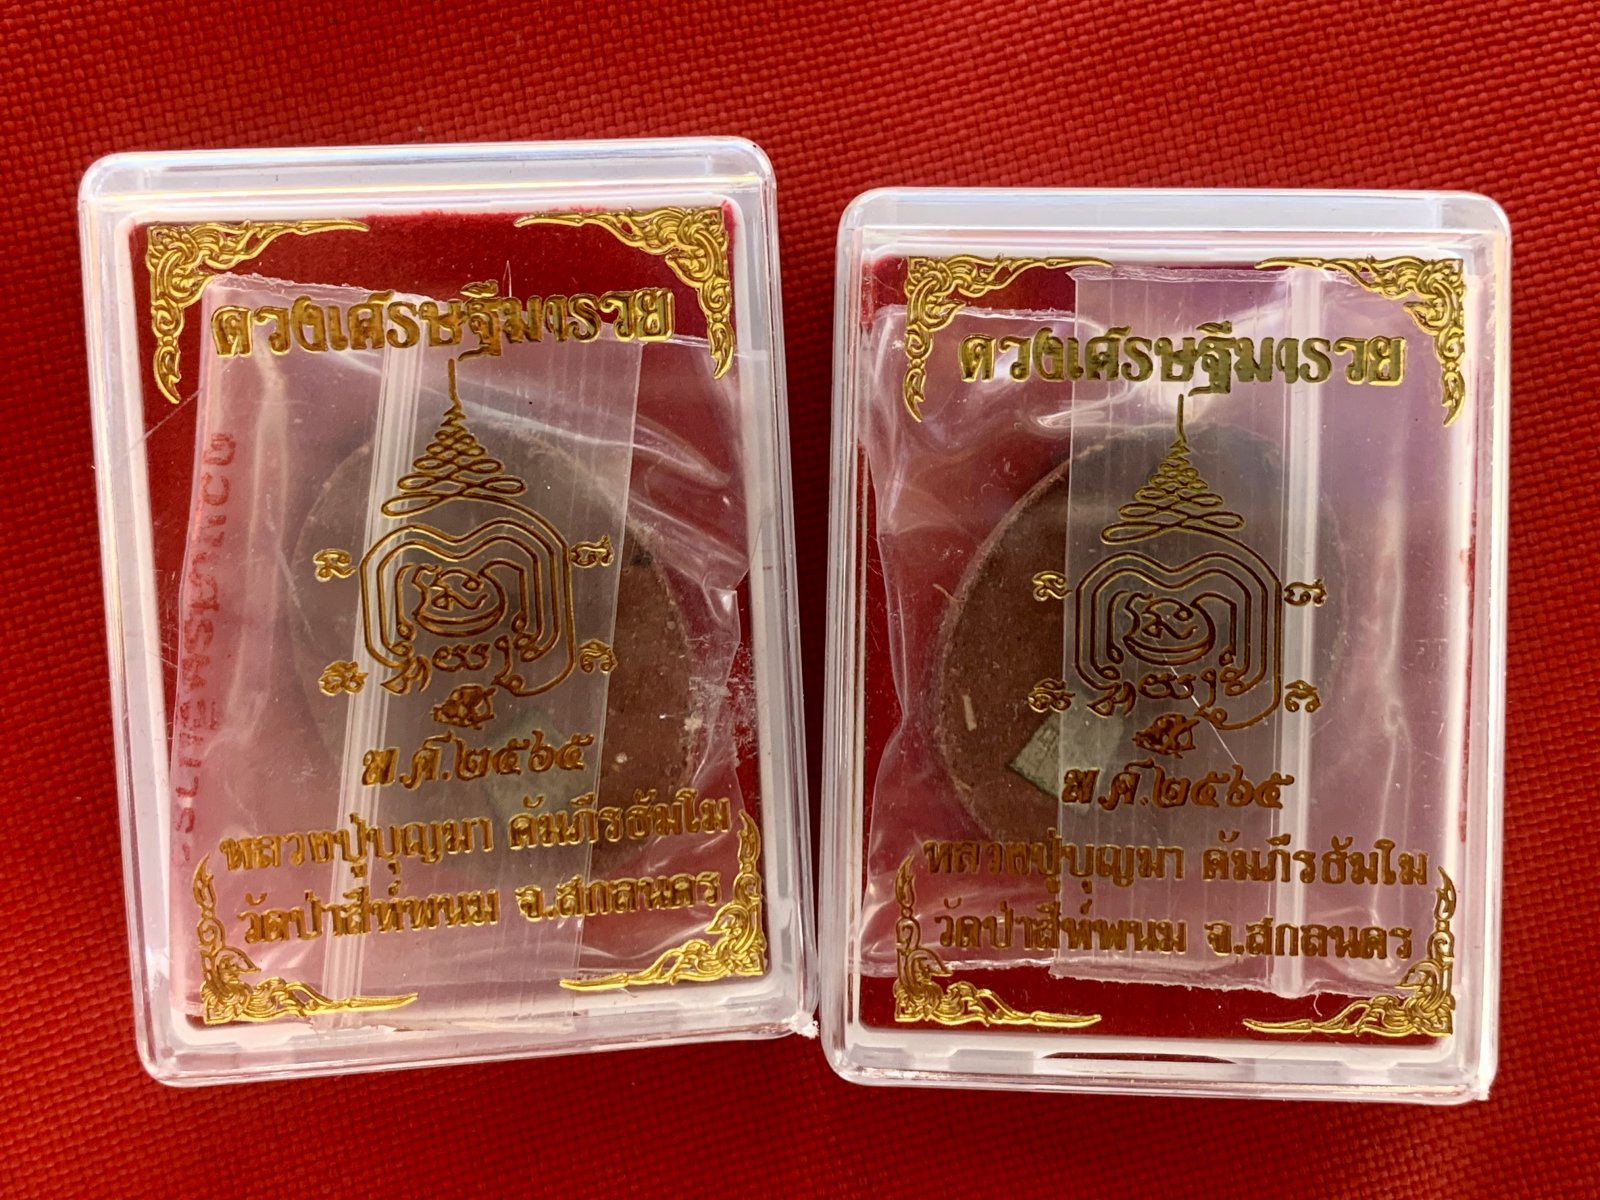 ดวงเศรษฐีมารวย
พ.ศ.๒๕๖๕
หลวงปู่บุญมา คัมภีรธัมโม
วัดป่าสีห์พนม จ.สกลนคร
ดวงเศรษฐีมารวย
พ.ศ.๒๕๖๕
หลวงปู่บุญมา คัมภีรธัมโม
วัดป่าสีห์พนม จ.สกลนคร